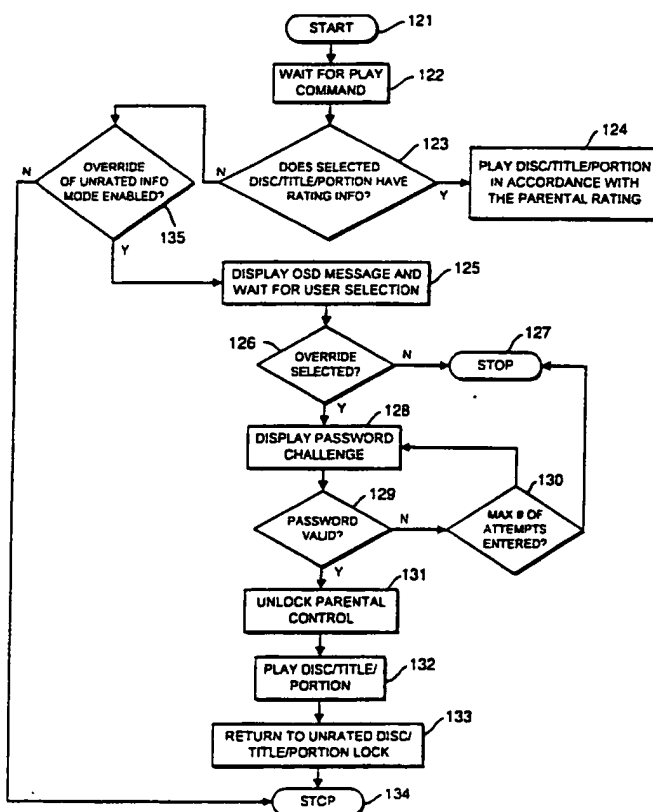 START
121
WAIT FOR PLAY
COMMAND
122
DOES SELECTED
DISC/TITLE/PORTION HAVE
RATING INFO?
123
N
Y
124
PLAY DISC/TITLE/PORTION
IN ACCORDANCE WITH
THE PARENTAL RATING
N
OVERRIDE
OF UNRATED INFO
MODE ENABLED?
135
Y
DISPLAY OSD MESSAGE AND
WAIT FOR USER SELECTION
125
126
OVERRIDE
SELECTED?
N
127
STOP
Y
128
DISPLAY PASSWORD
CHALLENGE
129
PASSWORD
VALID?
N
130
MAX # OF
ATTEMPTS
ENTERED?
Y
131
UNLOCK PARENTAL
CONTROL
PLAY DISC/TITLE/
PORTION
132
133
RETURN TO UNRATED DISC/
TITLE/PORTION LOCK
STOP
134